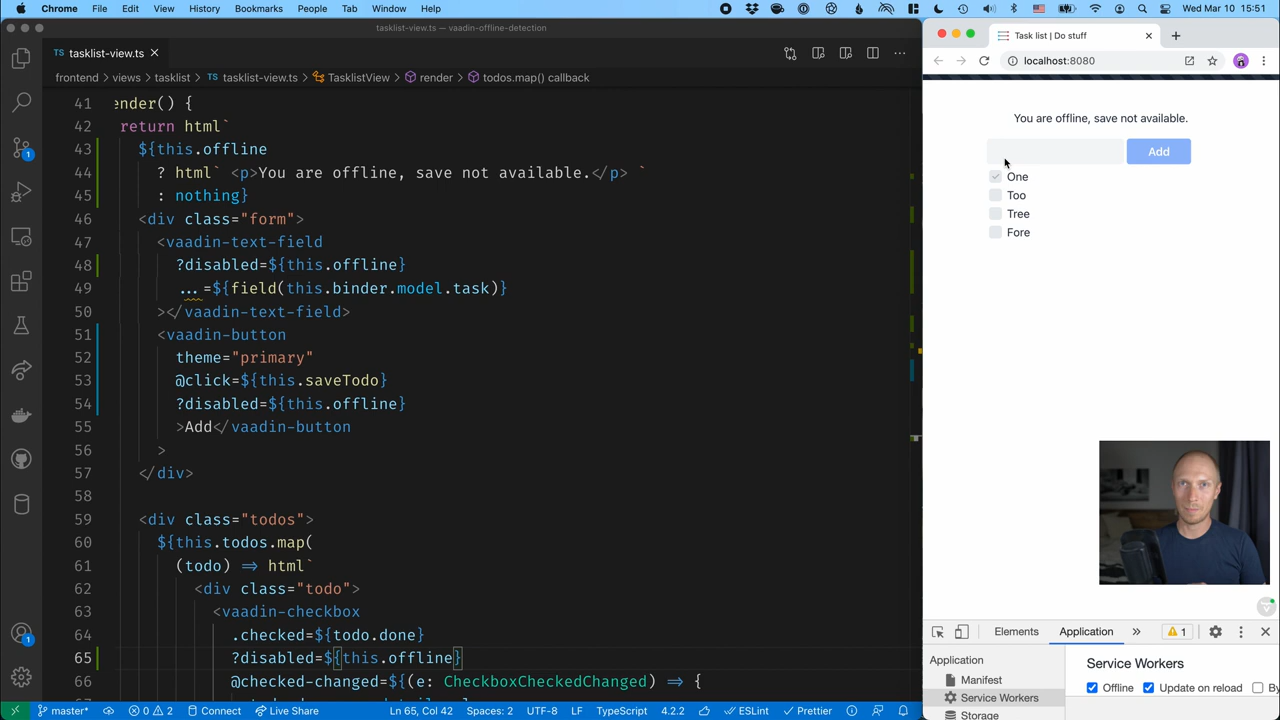 Chrome File Edit View History Bookmarks People Tab Window Help
Wed Mar 10 15:51
tasklist-view.ts — vaadin-offline-detection
TS tasklist-view.ts
frontend > views > tasklist > TS tasklist-view.ts > TasklistView > render > todos.map() callback
41 ender() {
42 return html`
43 ${this.offline
44 ? html` <p>You are offline, save not available.</p> `
45 : nothing}
46 <div class="form">
47 <vaadin-text-field
48 ?disabled=${this.offline}
49 ...=${field(this.binder.model.task)}
50 ></vaadin-text-field>
51 <vaadin-button
52 theme="primary"
53 @click=${this.saveTodo}
54 ?disabled=${this.offline}
55 >Add</vaadin-button
56 >
57 </div>
58
59 <div class="todos">
60 ${this.todos.map(
61 (todo) => html`
62 <div class="todo">
63 <vaadin-checkbox
64 .checked=${todo.done}
65 ?disabled=${this.offline}
66 @checked-changed=${(e: CheckboxCheckedChanged) => {
1
1
master* 0 2 Connect Live Share
Ln 65, Col 42 Spaces: 2 UTF-8 LF TypeScript 4.2.2 ESLint Prettier
Task list | Do stuff
localhost:8080
You are offline, save not available.
Add
One
Too
Tree
Fore
Elements Application » 1
Application
Manifest
Service Workers
Storage
Service Workers
Offline Update on reload By